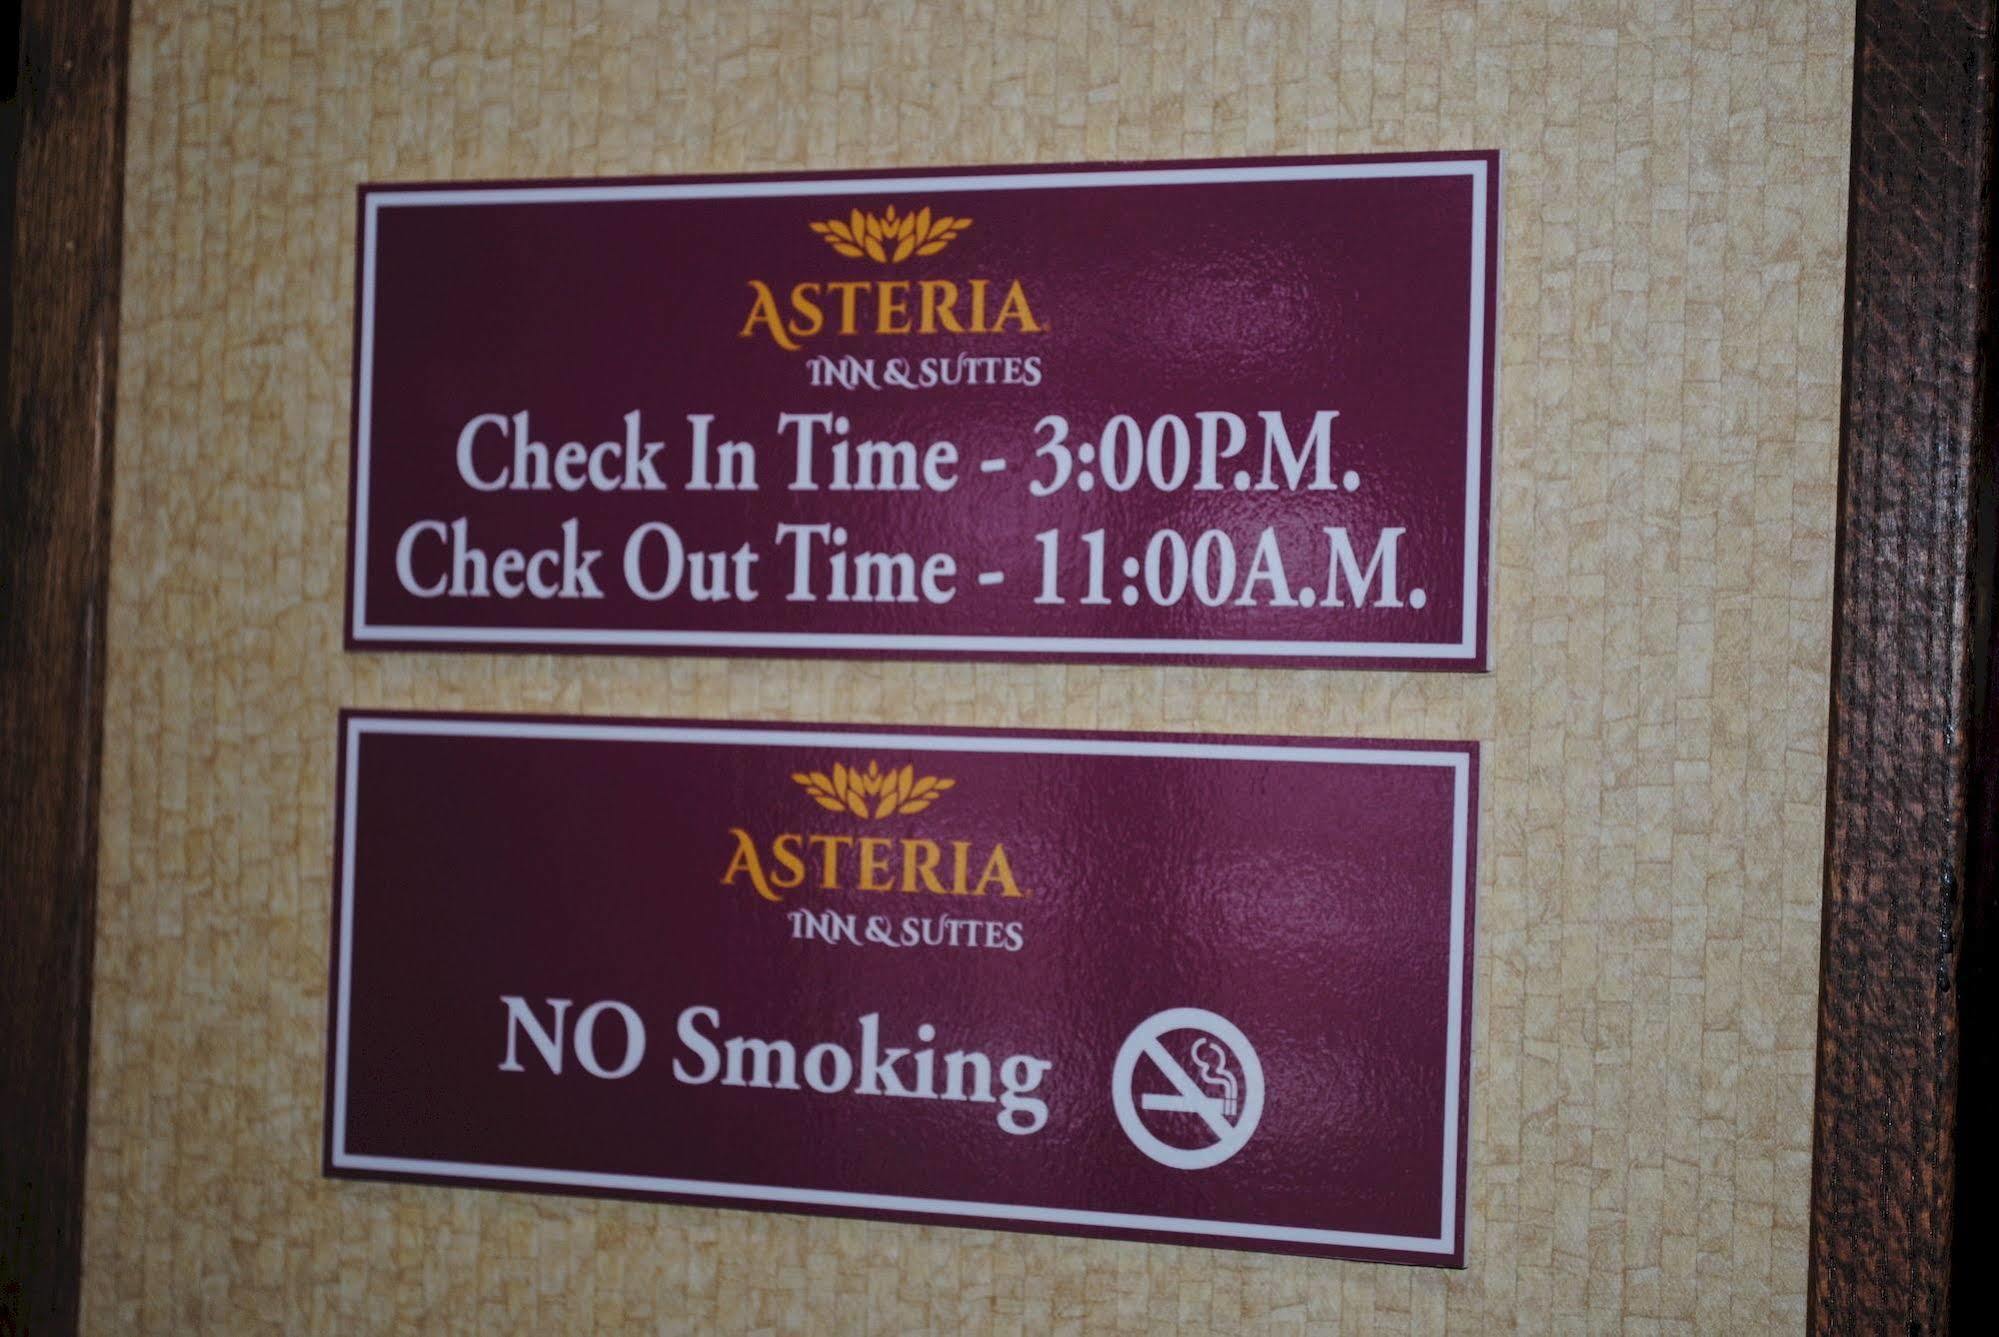 ASTERIA
INN & SUITES
Check In Time - 3:00P.M.
Check Out Time - 11:00A.M.
ASTERIA
INN & SUITES
NO Smoking